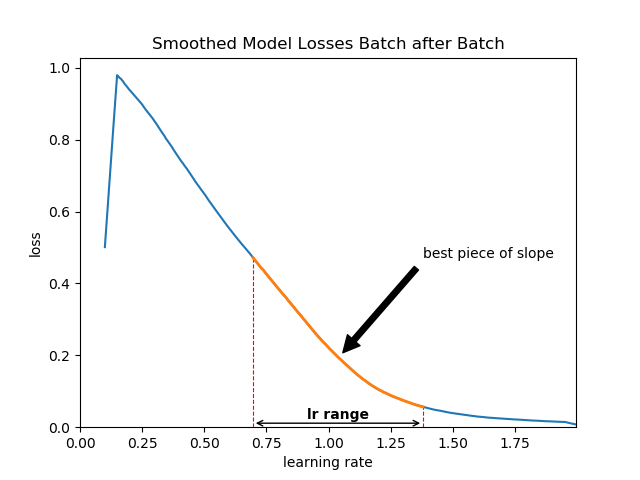 Smoothed Model Losses Batch after Batch
1.0
0.8
0.6
0.4
0.2
0.0
loss
best piece of slope
lr range
0.00 0.25 0.50 0.75 1.00 1.25 1.50 1.75
learning rate